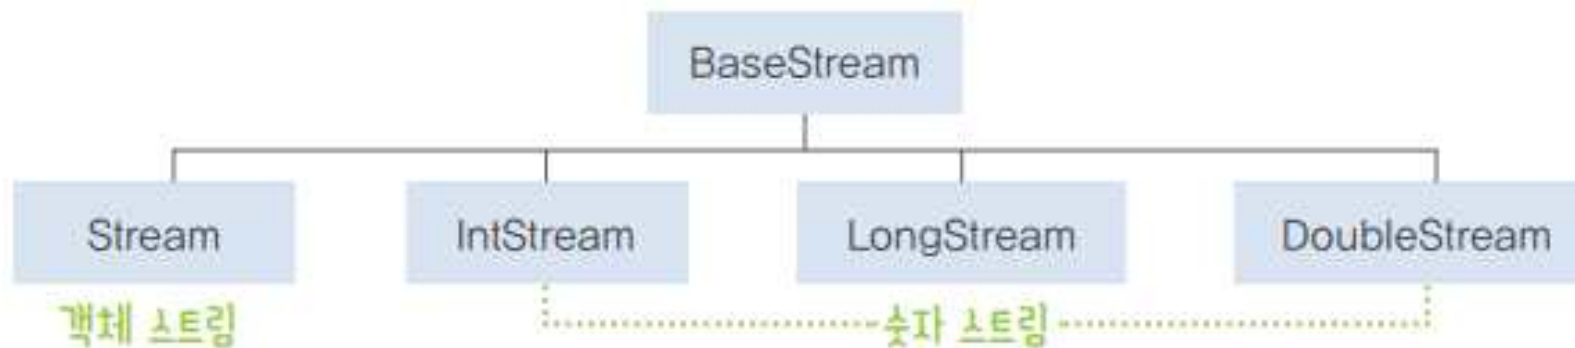 BaseStream
Stream
IntStream
LongStream
DoubleStream
객체 스트림
숫자 스트림